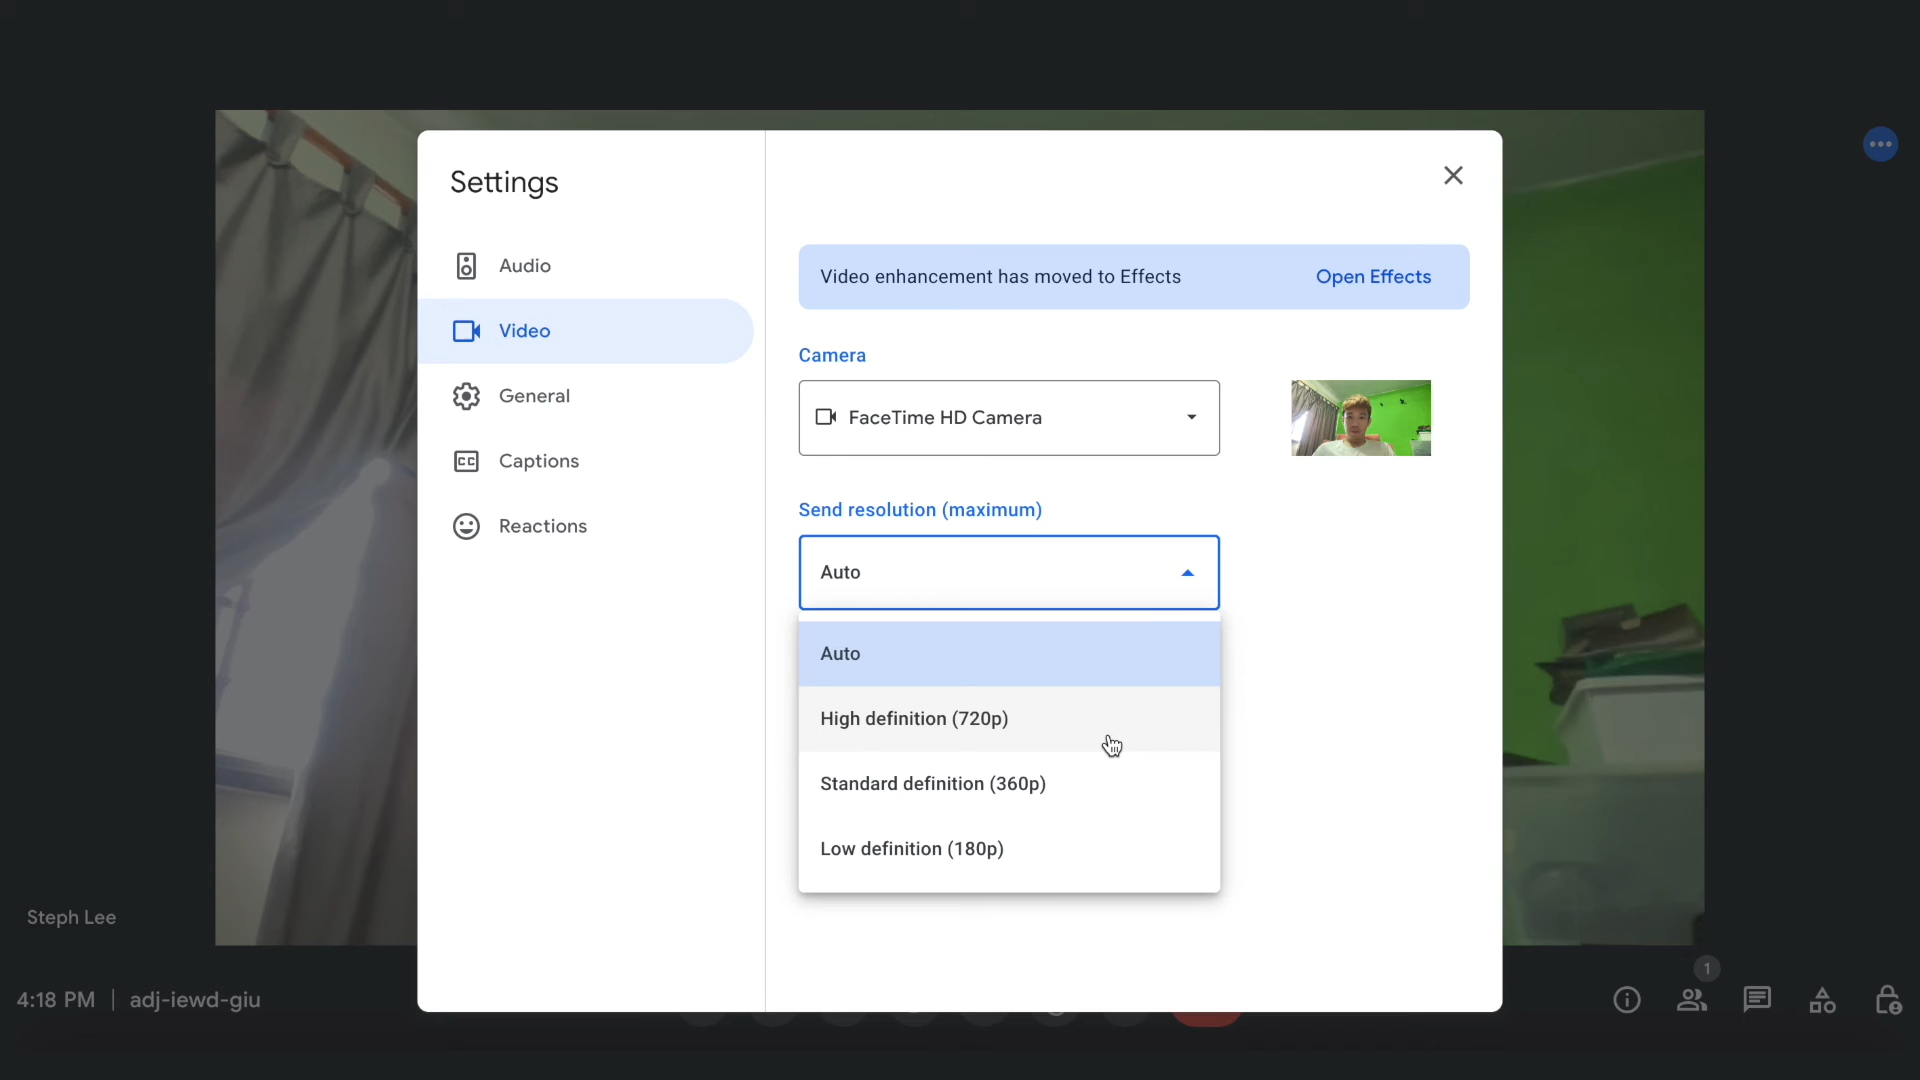 Settings
Audio
Video
General
Captions
Reactions
Video enhancement has moved to Effects
Open Effects
Camera
FaceTime HD Camera
Send resolution (maximum)
Auto
Auto
High definition (720p)
Standard definition (360p)
Low definition (180p)
Steph Lee
4:18 PM | adj-iewd-giu
1